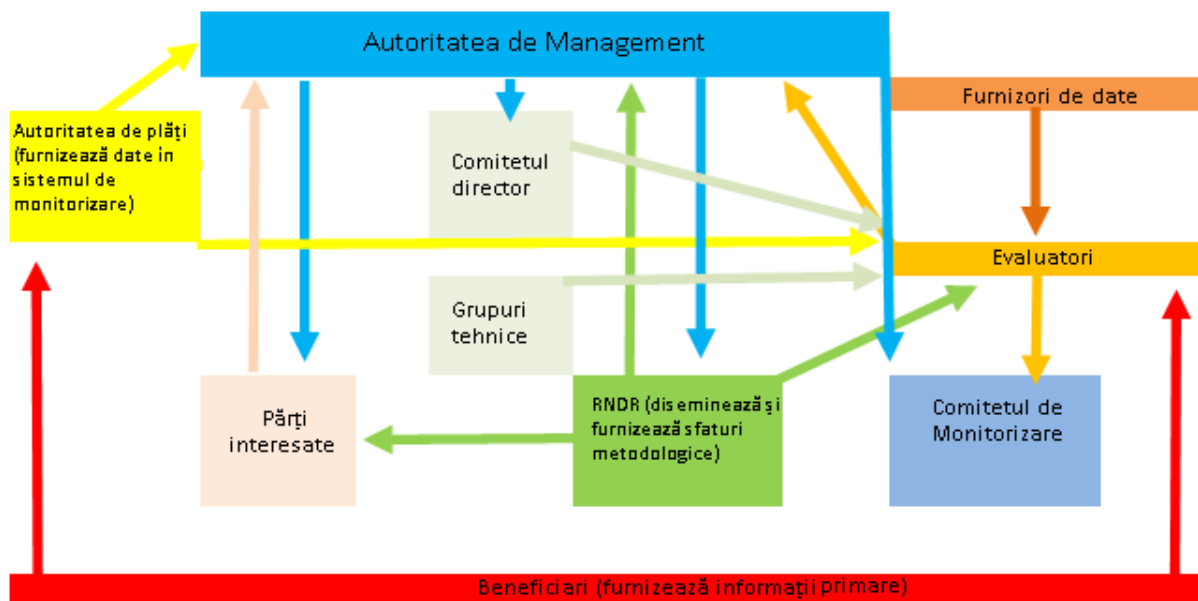 Autoritatea de Management
Furnizori de date
Autoritatea de plăți
(furnizează date in
sistemul de
monitorizare)
Comitetul
director
Evaluatori
Grupuri
tehnice
Părți
interesate
RNDR (diseminează și
furnizează sfaturi
metodologice)
Comitetul de
Monitorizare
Beneficiari (furnizează informații primare)